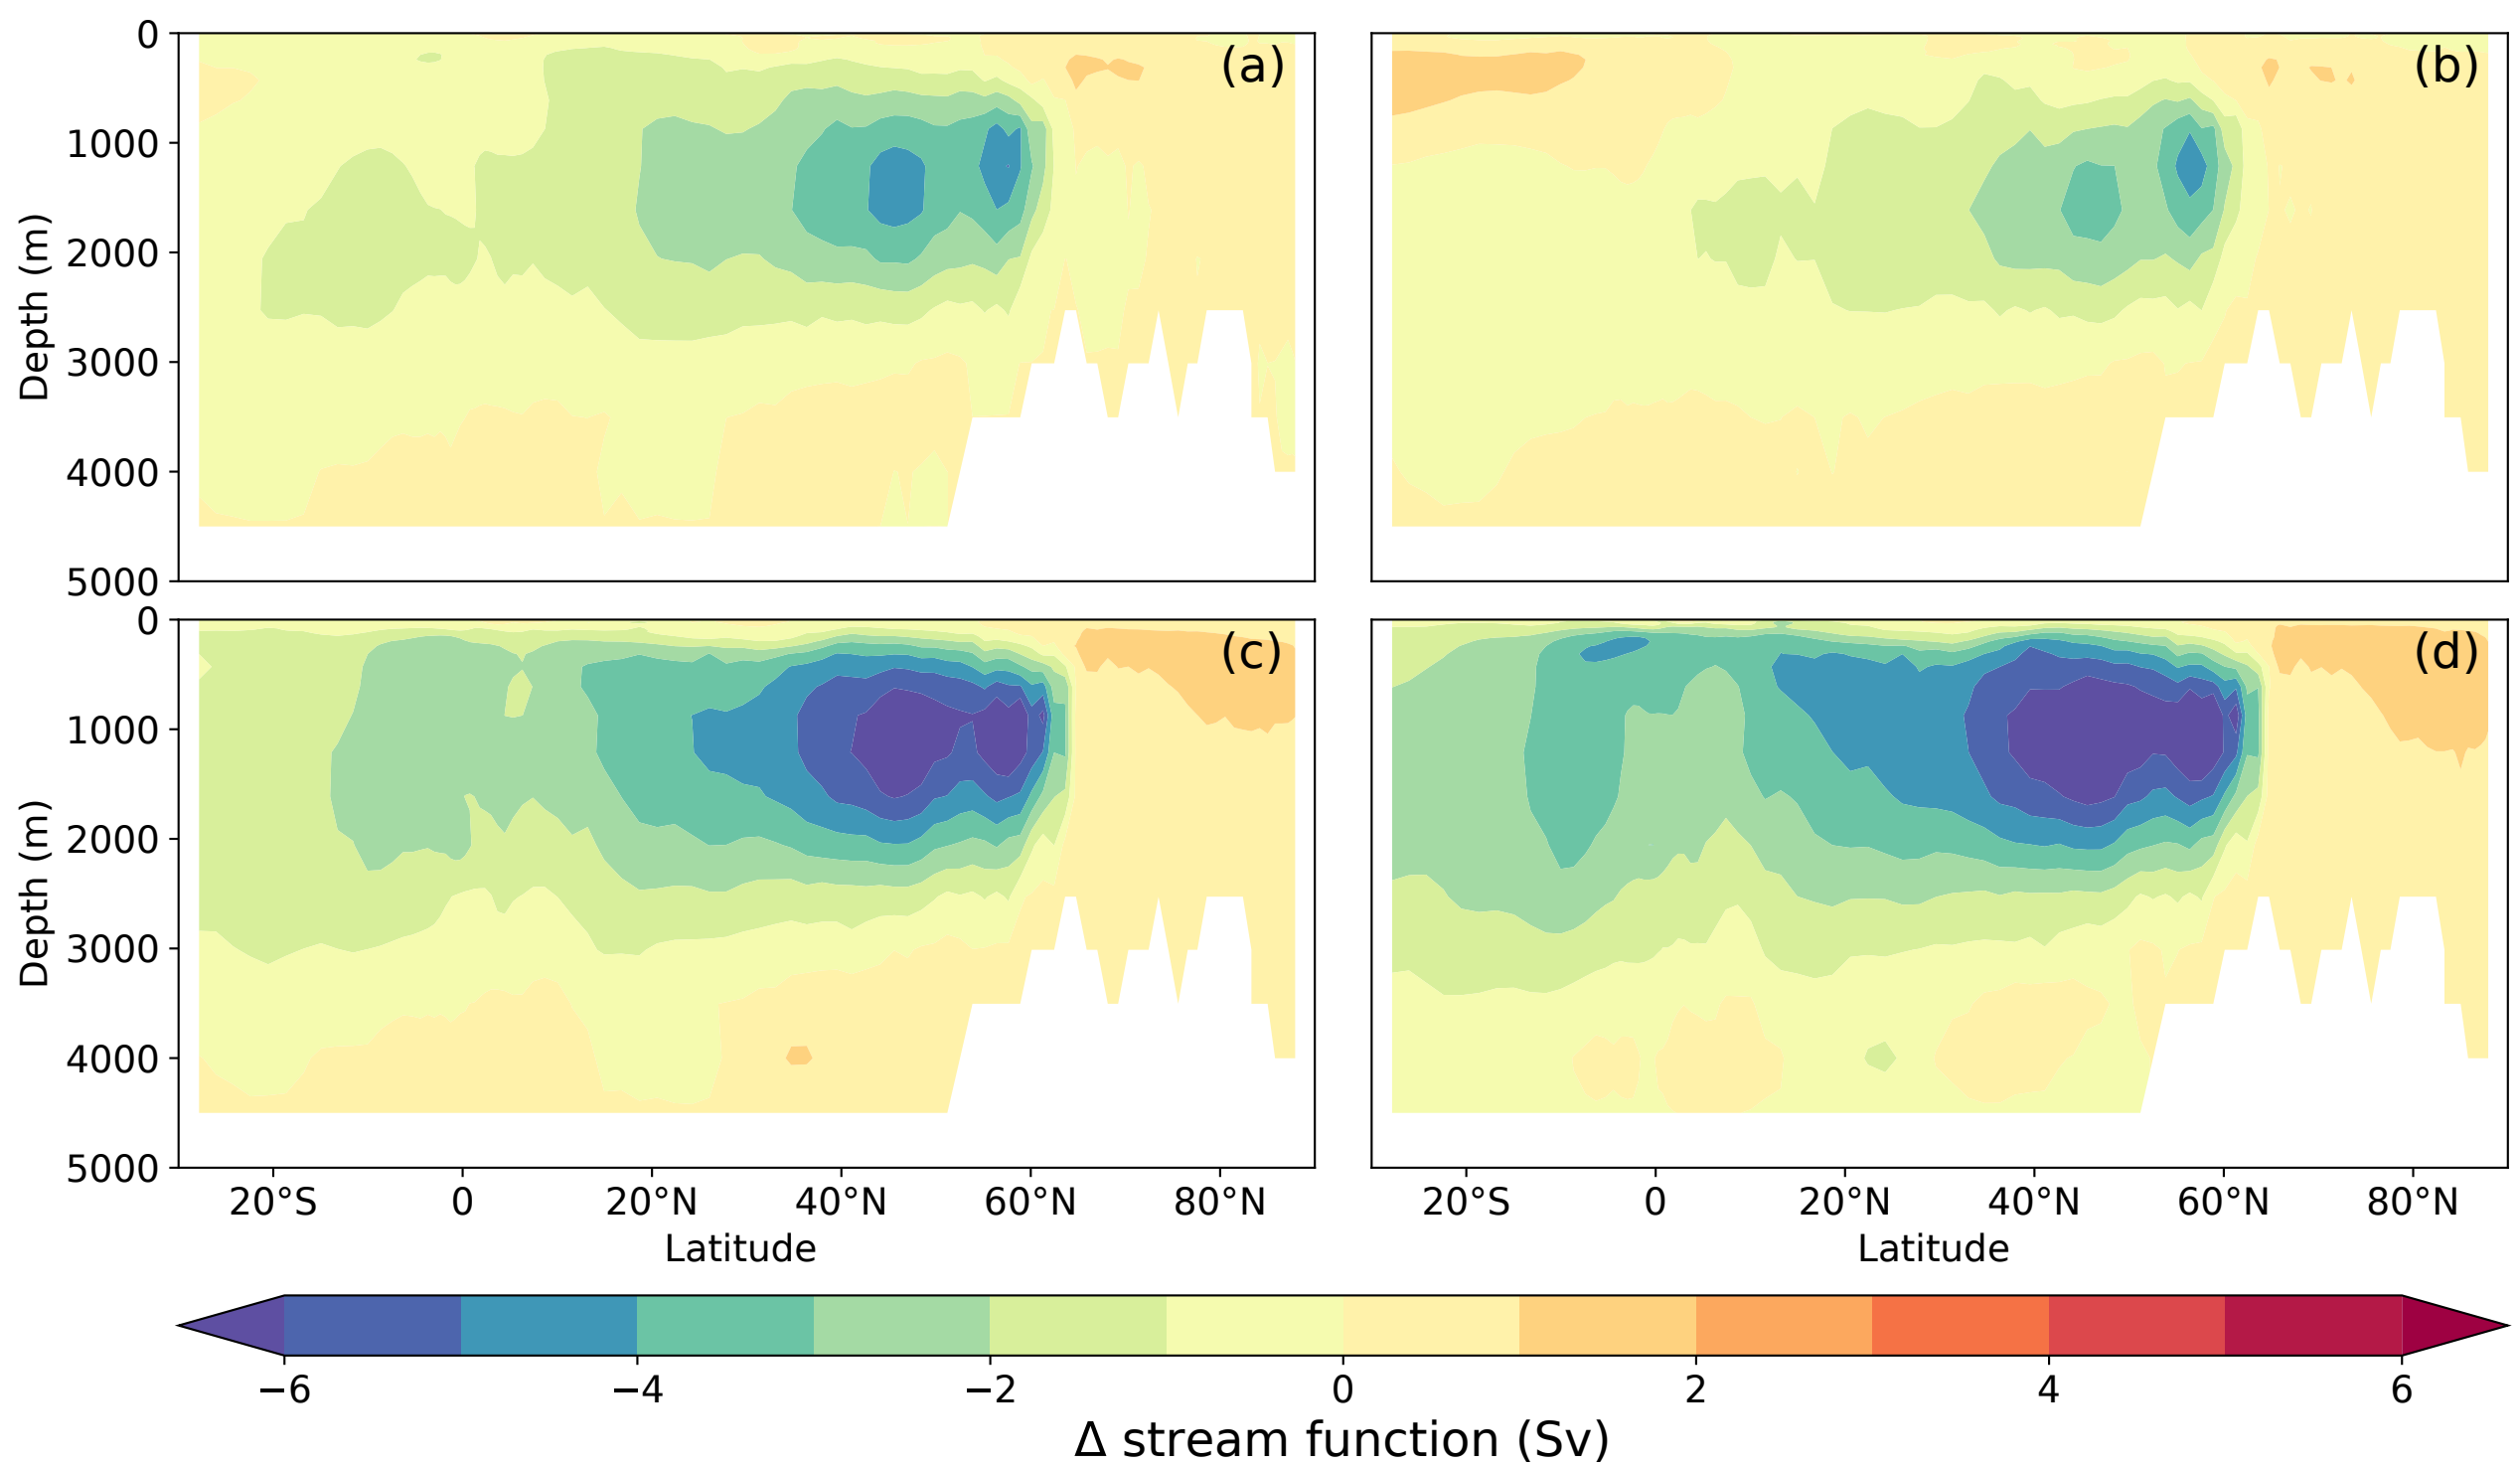 0
1000
2000
3000
4000
5000
Depth (m)
(a)
(b)
0
1000
2000
3000
4000
5000
Depth (m)
(c)
(d)
20°S 0 20°N 40°N 60°N 80°N
Latitude
20°S 0 20°N 40°N 60°N 80°N
Latitude
−6 −4 −2 0 2 4 6
Δ stream function (Sv)